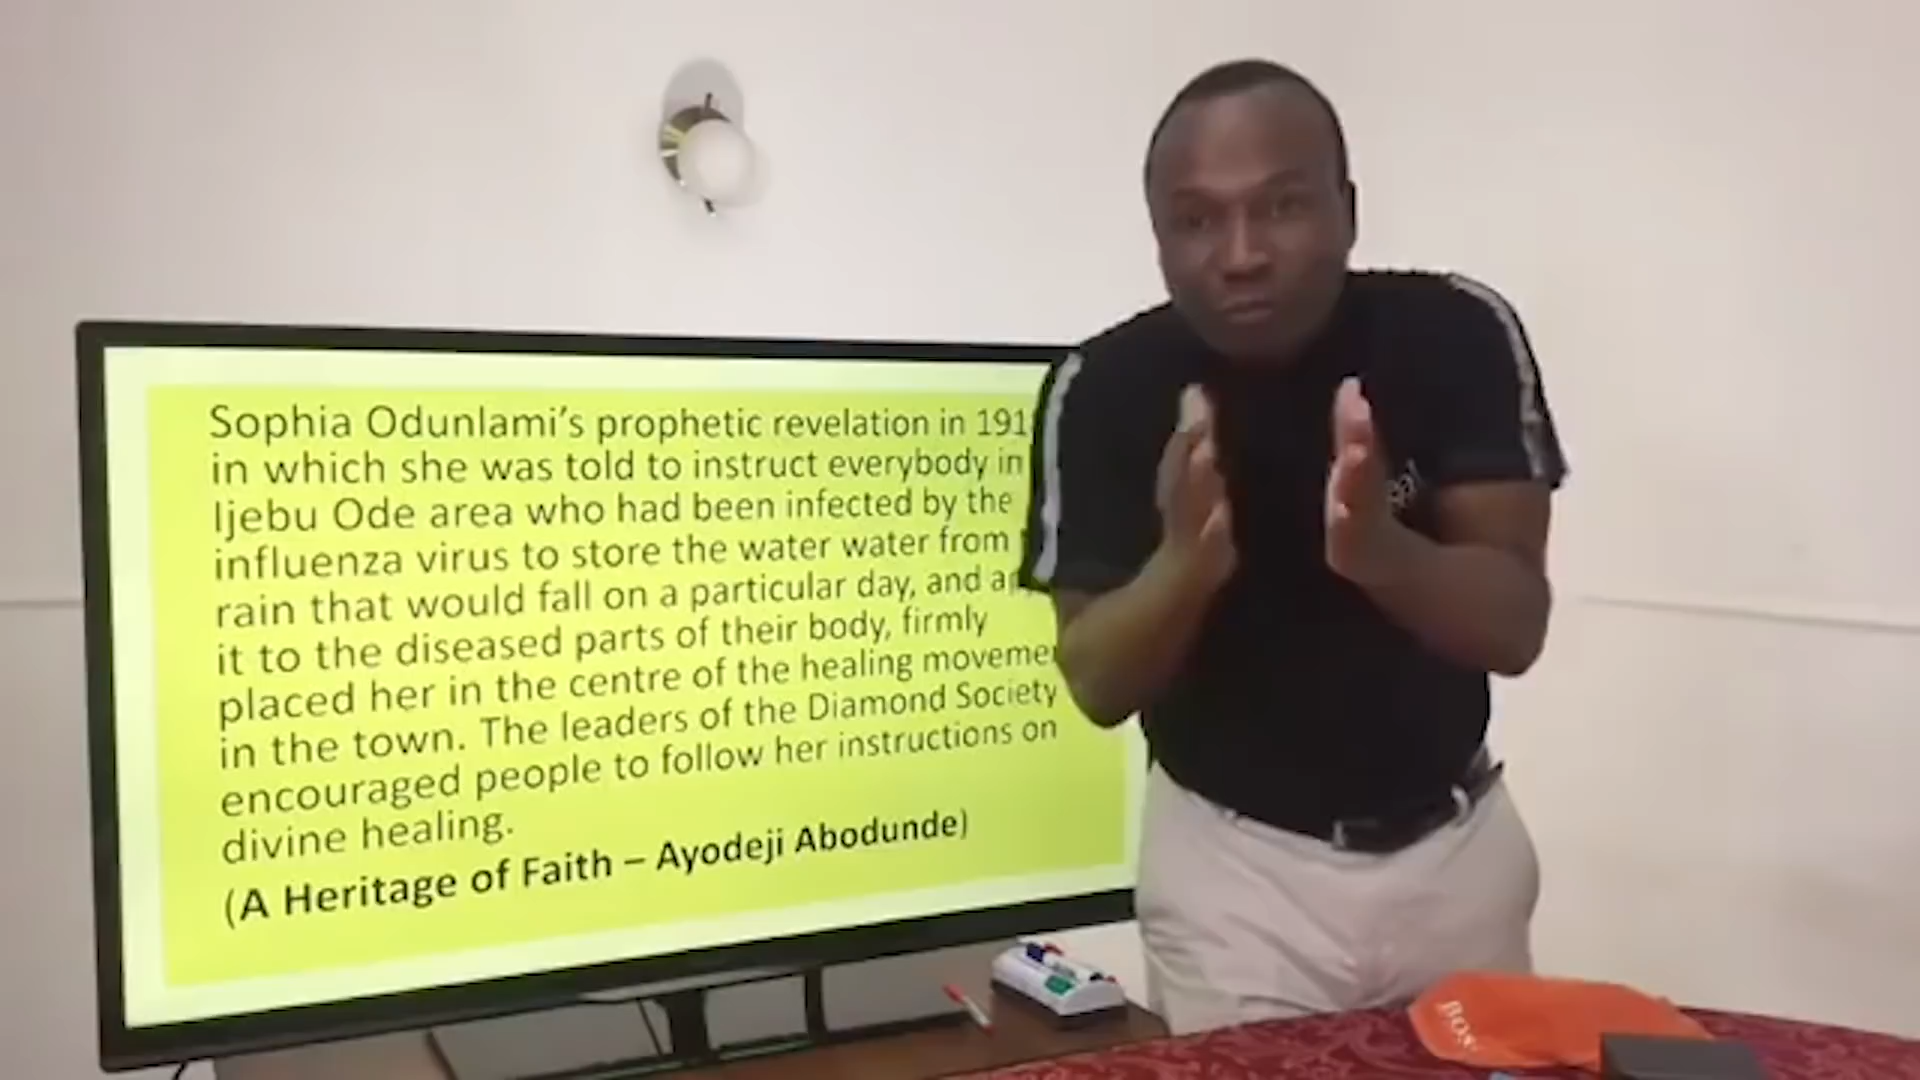 Sophia Odunlami's prophetic revelation in 191
in which she was told to instruct everybody in
Ijebu Ode area who had been infected by the
influenza virus to store the water water from
rain that would fall on a particular day, and
it to the diseased parts of their body, firmly
placed her in the centre of the healing
in the town. The leaders of the Diamond Society
encouraged people to follow her instructions on
divine healing.
(A Heritage of Faith – Ayodeji Abodunde)
BOSS